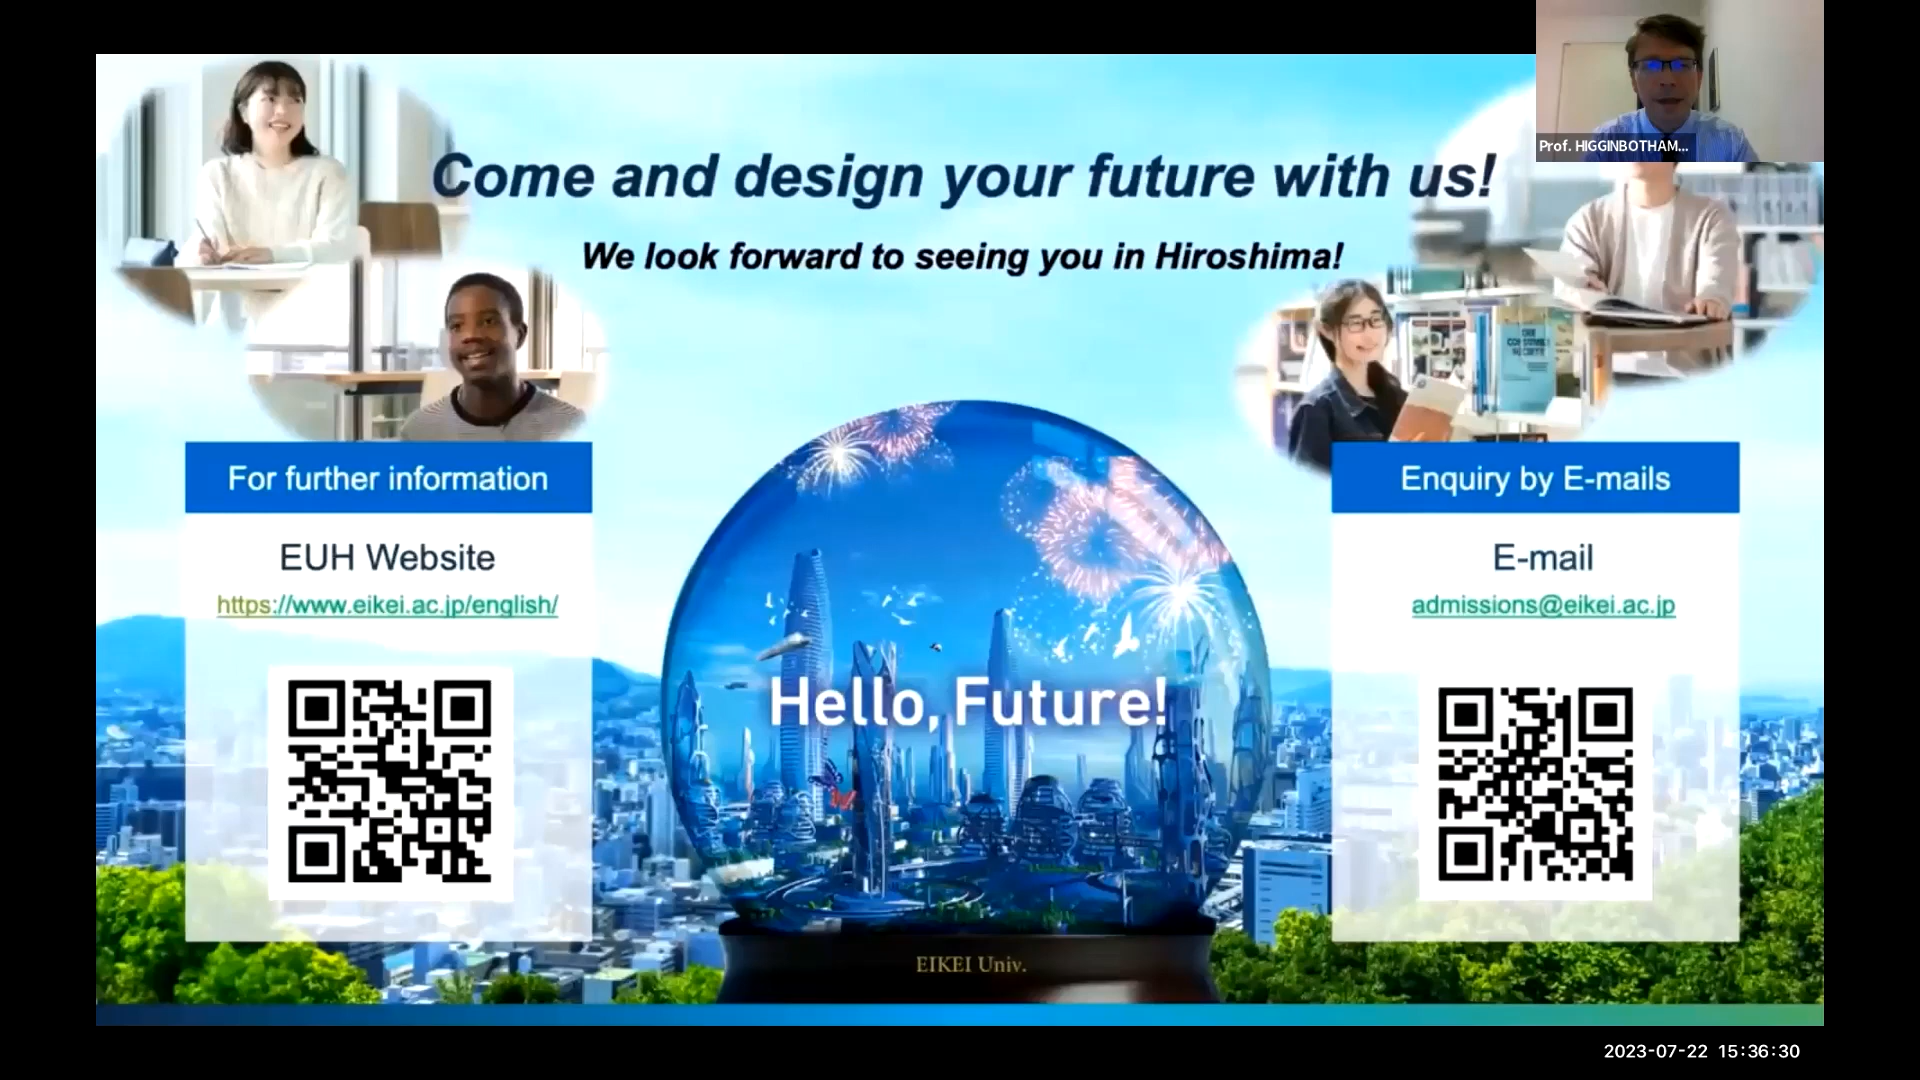 Prof. HIGGINBOTHAM...
Come and design your future with us!
We look forward to seeing you in Hiroshima!
For further information
EUH Website
https://www.eikei.ac.jp/english/
Enquiry by E-mails
E-mail
admissions@eikei.ac.jp
Hello, Future!
EIKEI Univ.
2023-07-22 15:36:30